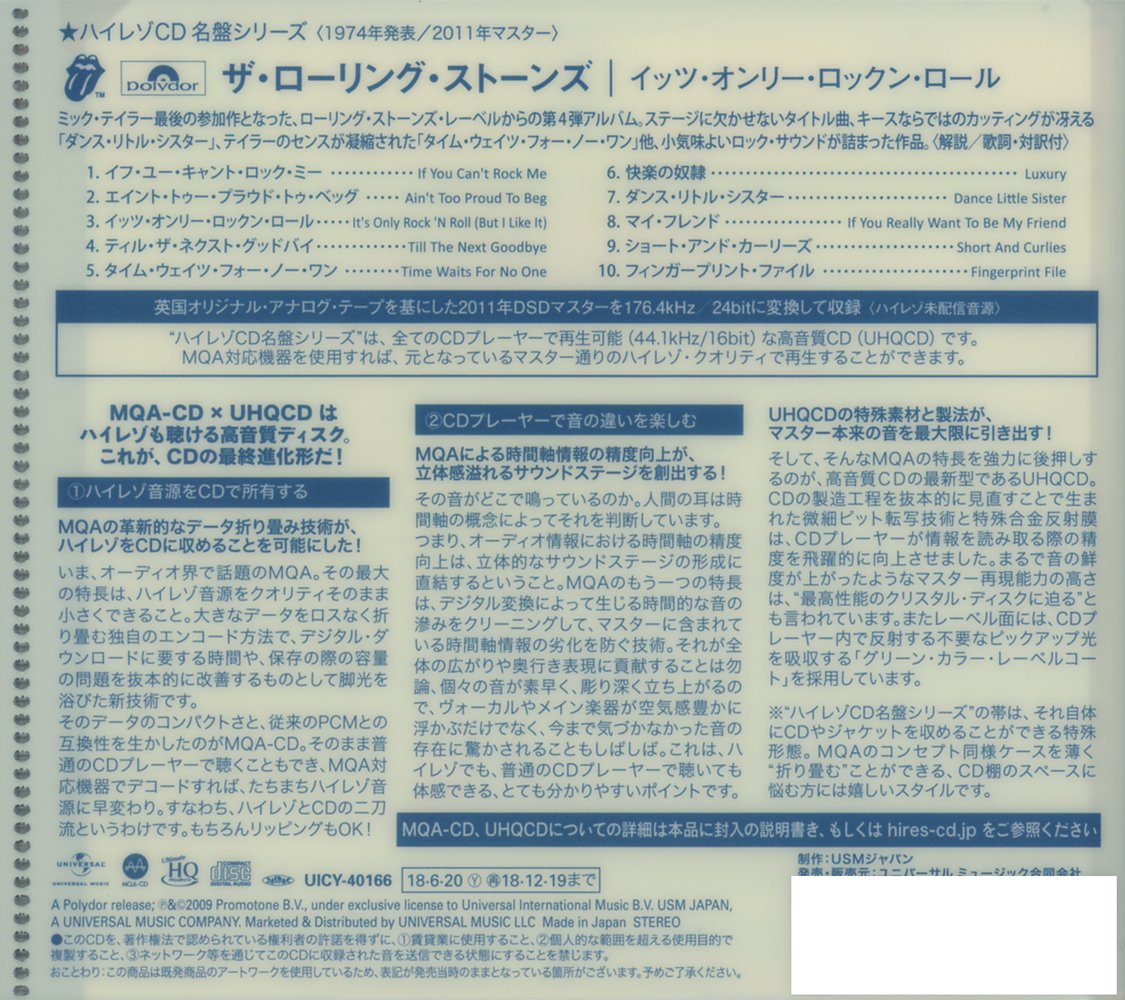 ★ハイレゾCD 名盤シリーズ〈1974年発表／2011年マスター〉
TM polydor ザ・ローリング・ストーンズ｜イッツ・オンリー・ロックン・ロール
ミック・テイラー最後の参加作となった、ローリング・ストーンズ・レーベルからの第4弾アルバム。ステージに欠かせないタイトル曲、キースならではのカッティングが冴える
「ダンス・リトル・シスター」、テイラーのセンスが凝縮された「タイム・ウェイツ・フォー・ノー・ワン」他、小気味よいロック・サウンドが詰まった作品。〈解説／歌詞・対訳付〉
1. イフ・ユー・キャント・ロック・ミー ············ If You Can't Rock Me
2. エイント・トゥー・プラウド・トゥ・ベッグ ····· Ain't Too Proud To Beg
3. イッツ・オンリー・ロックン・ロール ····· It's Only Rock 'N Roll (But I Like It)
4. ティル・ザ・ネクスト・グッドバイ ············· Till The Next Goodbye
5. タイム・ウェイツ・フォー・ノー・ワン ·········· Time Waits For No One
6. 快楽の奴隷 ······································· Luxury
7. ダンス・リトル・シスター ······················ Dance Little Sister
8. マイ・フレンド ················ If You Really Want To Be My Friend
9. ショート・アンド・カーリーズ ·················· Short And Curlies
10. フィンガープリント・ファイル ··················· Fingerprint File
英国オリジナル・アナログ・テープを基にした2011年DSDマスターを176.4kHz／24bitに変換して収録〈ハイレゾ未配信音源〉
“ハイレゾCD名盤シリーズ”は、全てのCDプレーヤーで再生可能（44.1kHz/16bit）な高音質CD（UHQCD）です。
MQA対応機器を使用すれば、元となっているマスター通りのハイレゾ・クオリティで再生することができます。
MQA-CD × UHQCD は
ハイレゾも聴ける高音質ディスク。
これが、CDの最終進化形だ！
①ハイレゾ音源をCDで所有する
MQAの革新的なデータ折り畳み技術が、
ハイレゾをCDに収めることを可能にした！
いま、オーディオ界で話題のMQA。その最大
の特長は、ハイレゾ音源をクオリティそのまま
小さくできること。大きなデータをロスなく折
り畳む独自のエンコード方法で、デジタル・ダ
ウンロードに要する時間や、保存の際の容量
の問題を抜本的に改善するものとして脚光を
浴びた新技術です。
そのデータのコンパクトさと、従来のPCMとの
互換性を生かしたのがMQA-CD。そのまま普
通のCDプレーヤーで聴くこともでき、MQA対
応機器でデコードすれば、たちまちハイレゾ音
源に早変わり。すなわち、ハイレゾとCDの二刀
流というわけです。もちろんリッピングもOK！
②CDプレーヤーで音の違いを楽しむ
MQAによる時間軸情報の精度向上が、
立体感溢れるサウンドステージを創出する！
その音がどこで鳴っているのか。人間の耳は時
間軸の概念によってそれを判断しています。
つまり、オーディオ情報における時間軸の精度
向上は、立体的なサウンドステージの形成に
直結するということ。MQAのもう一つの特長
は、デジタル変換によって生じる時間的な音の
滲みをクリーニングして、マスターに含まれて
いる時間軸情報の劣化を防ぐ技術。それが全
体の広がりや奥行き表現に貢献することは勿
論、個々の音が素早く、彫り深く立ち上がるの
で、ヴォーカルやメイン楽器が空気感豊かに
浮かぶだけでなく、今まで気づかなかった音の
存在に驚かされることもしばしば。これは、ハ
イレゾでも、普通のCDプレーヤーで聴いても
体感できる、とても分かりやすいポイントです。
UHQCDの特殊素材と製法が、
マスター本来の音を最大限に引き出す！
そして、そんなMQAの特長を強力に後押しす
るのが、高音質CDの最新型であるUHQCD。
CDの製造工程を抜本的に見直すことで生ま
れた微細ピット転写技術と特殊合金反射膜
は、CDプレーヤーが情報を読み取る際の精
度を飛躍的に向上させました。まるで音の鮮
度が上がったようなマスター再現能力の高さ
は、“最高性能のクリスタル・ディスクに迫る”と
も言われています。またレーベル面には、CDプ
レーヤー内で反射する不要なピックアップ光
を吸収する「グリーン・カラー・レーベルコー
ト」を採用しています。
※“ハイレゾCD名盤シリーズ”の帯は、それ自体
にCDやジャケットを収めることができる特殊
形態。MQAのコンセプト同様ケースを薄く
“折り畳む”ことができる、CD棚のスペースに
悩む方には嬉しいスタイルです。
MQA-CD、UHQCDについての詳細は本品に封入の説明書き、もしくは hires-cd.jp をご参照ください
制作：USMジャパン
発売・販売元：ユニバーサル ミュージック合同会社
UNIVERSAL UNIVERSAL MUSIC MQA-CD Ultimate HQ COMPACT disc DIGITAL AUDIO UICY-40166 18・6・20 Ⓨ 再18・12・19まで
A Polydor release; ℗&©2009 Promotone B.V., under exclusive license to Universal International Music B.V. USM JAPAN,
A UNIVERSAL MUSIC COMPANY. Marketed & Distributed by UNIVERSAL MUSIC LLC Made in Japan STEREO
●このCDを、著作権法で認められている権利者の許諾を得ずに、①賃貸業に使用すること、②個人的な範囲を超える使用目的で
複製すること、③ネットワーク等を通じてこのCDに収録された音を送信できる状態にすることを禁じます。
おことわり：この商品は既発商品のアートワークを使用しているため、表記が発売当時のままとなっている箇所がございます。予めご了承ください。